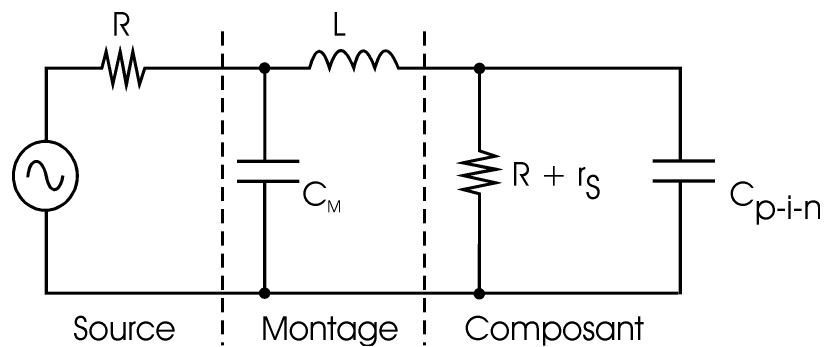 R
L
C_M
R + r_S
C_p-i-n
Source
Montage
Composant